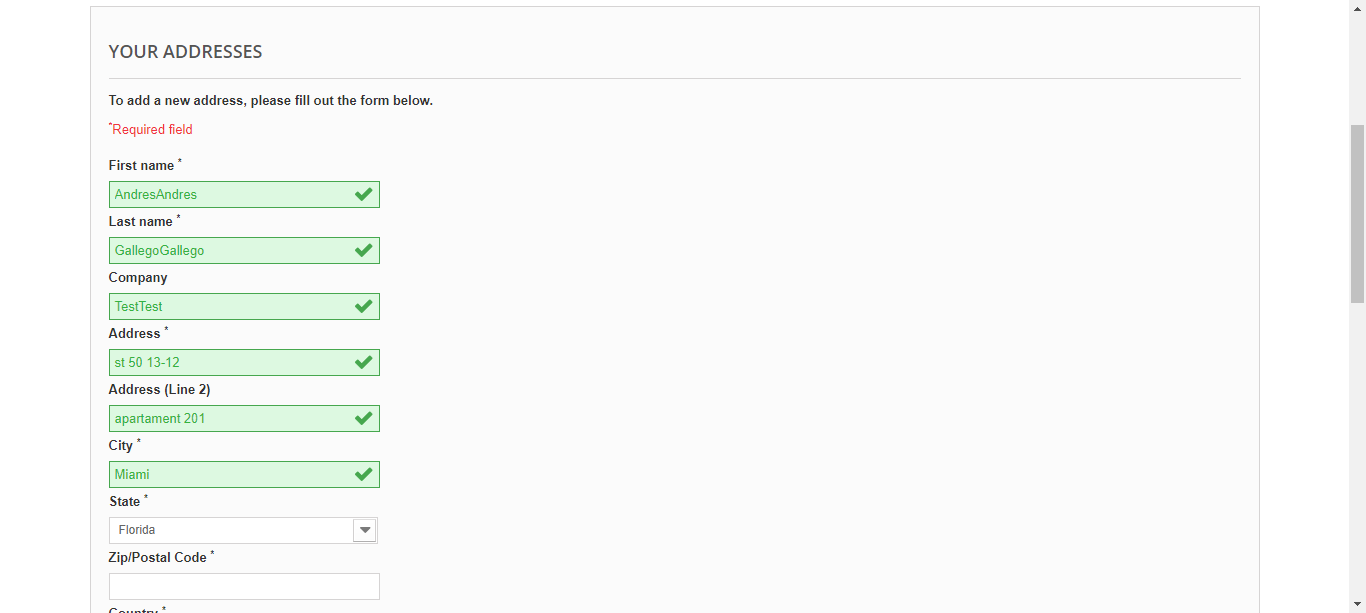 YOUR ADDRESSES
To add a new address, please fill out the form below.
*Required field
First name *
AndresAndres
Last name *
GallegoGallego
Company
TestTest
Address *
st 50 13-12
Address (Line 2)
apartament 201
City *
Miami
State *
Florida
Zip/Postal Code *
Country *